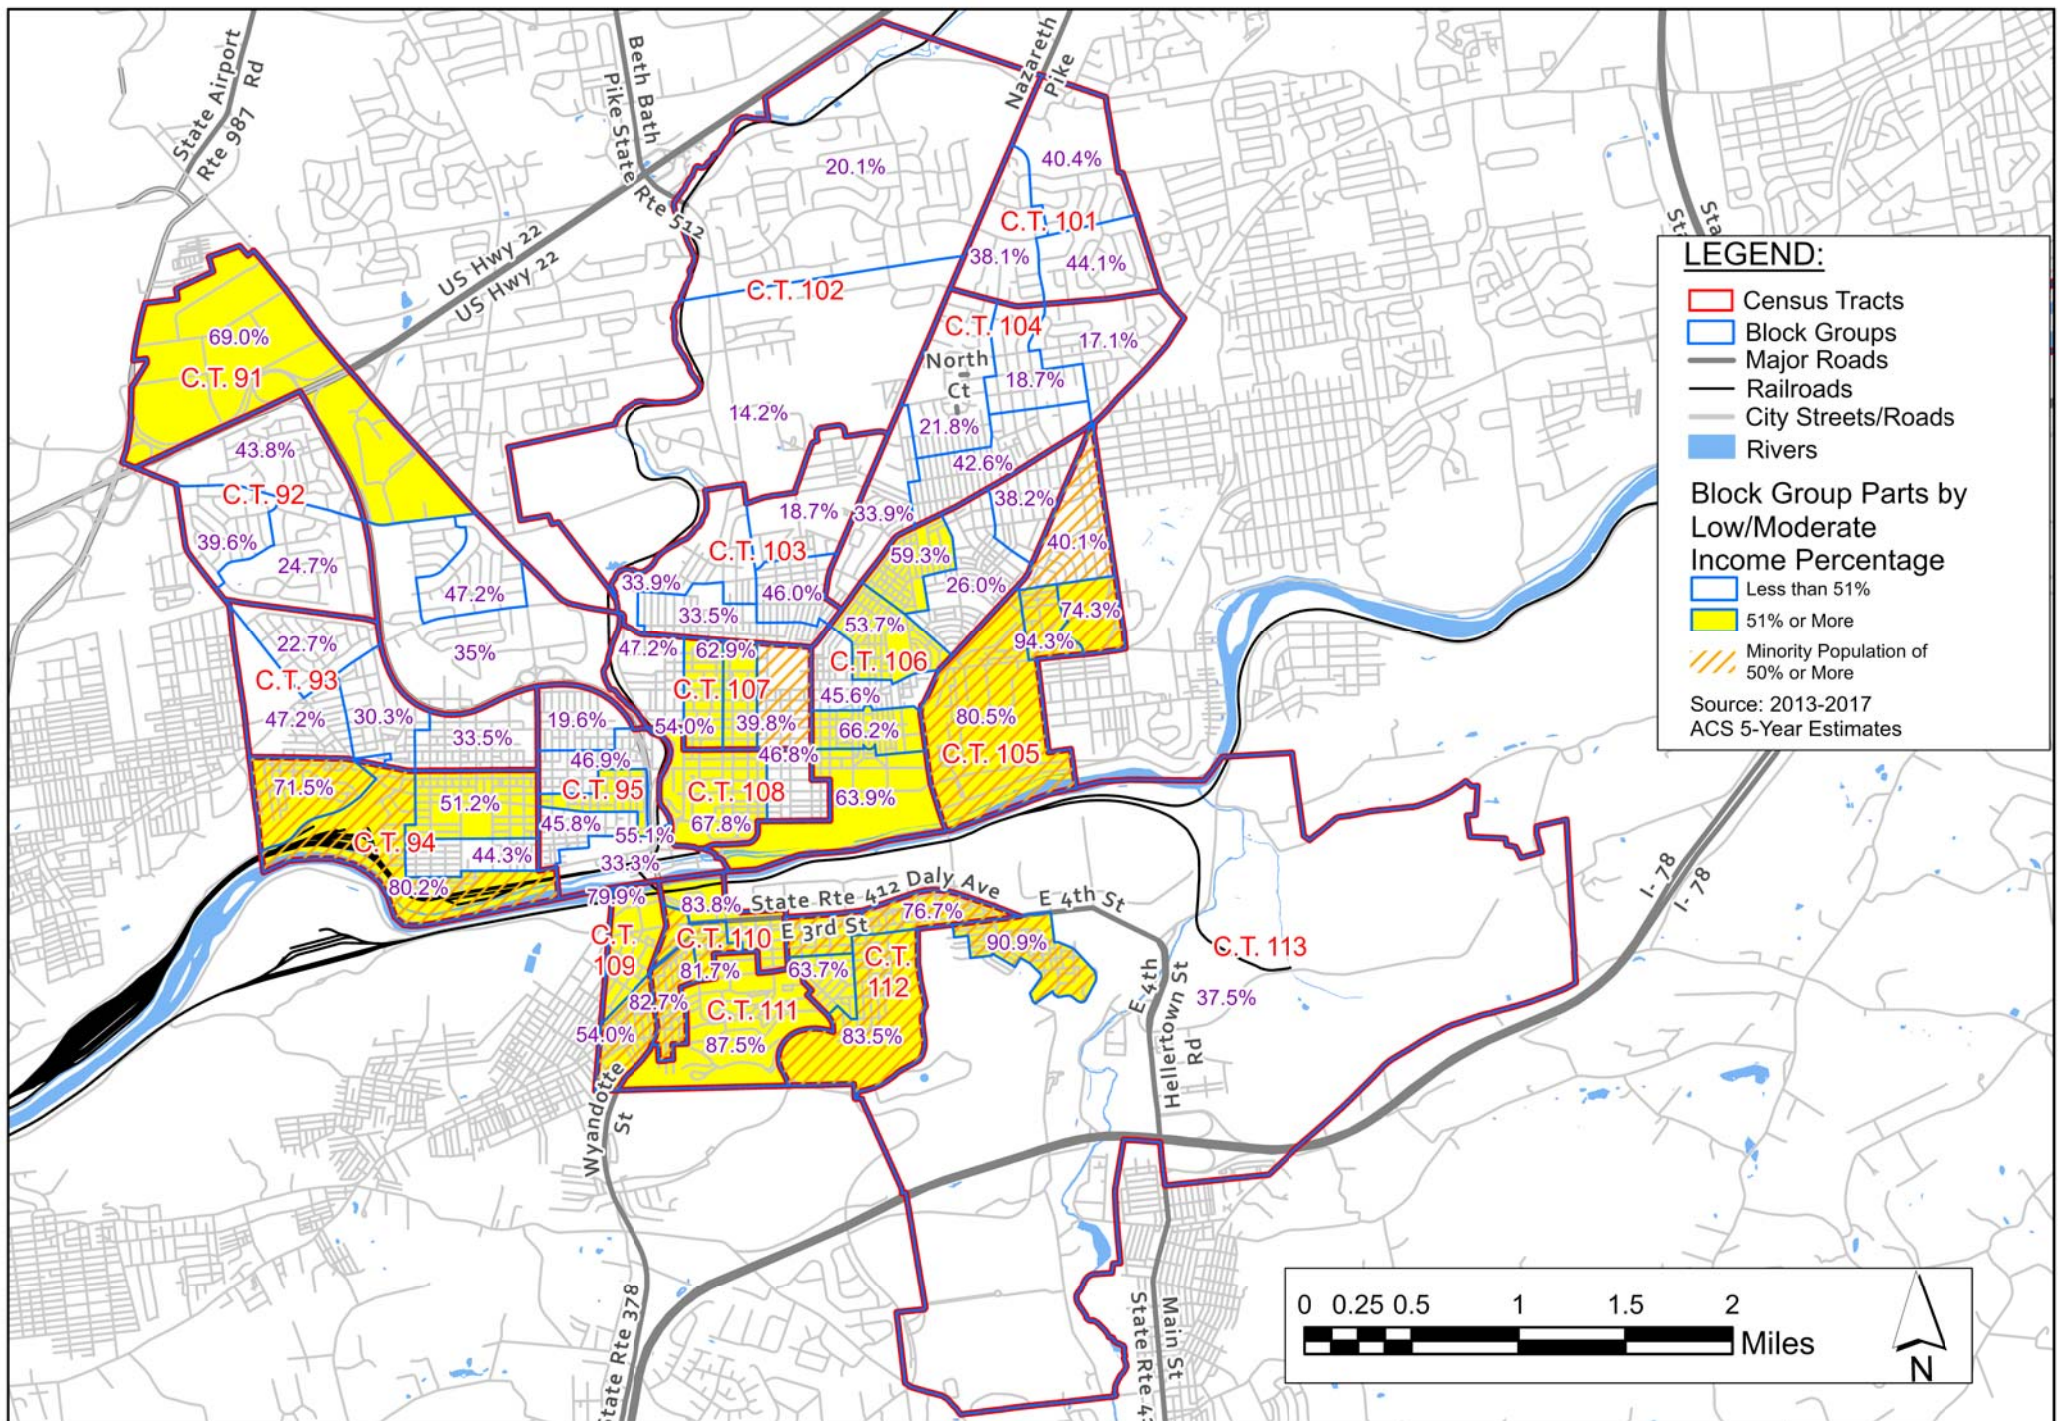 State Airport
Rte 987 Rd
Beth Bath
Pike State Rte 512
US Hwy 22
US Hwy 22
Nazareth
Pike
20.1%
40.4%
C.T. 101
38.1%
44.1%
C.T. 102
C.T. 104
17.1%
North
Ct
18.7%
14.2%
21.8%
42.6%
69.0%
C.T. 91
43.8%
C.T. 92
39.6%
24.7%
47.2%
35%
18.7%
33.9%
38.2%
C.T. 103
59.3%
40.1%
33.9%
46.0%
26.0%
33.5%
53.7%
74.3%
94.3%
22.7%
C.T. 93
47.2%
30.3%
33.5%
47.2%
62.9%
C.T. 106
C.T. 107
45.6%
19.6%
54.0%
39.8%
66.2%
80.5%
46.9%
46.8%
C.T. 105
71.5%
51.2%
C.T. 95
C.T. 108
63.9%
45.8%
55.1%
67.8%
C.T. 94
44.3%
33.3%
80.2%
79.9%
83.8%
State Rte 412 Daly Ave
76.7%
E 4th St
E 3rd St
C.T.
109
C.T. 110
C.T.
112
90.9%
81.7%
63.7%
82.7%
C.T. 111
54.0%
87.5%
83.5%
C.T. 113
37.5%
E 4th
Hellertown St
Rd
I- 78
I- 78
Wyandotte
St
State Rte 378
Main St
State Rte 4
Sta
Sta
LEGEND:
Census Tracts
Block Groups
Major Roads
Railroads
City Streets/Roads
Rivers
Block Group Parts by
Low/Moderate
Income Percentage
Less than 51%
51% or More
Minority Population of
50% or More
Source: 2013-2017
ACS 5-Year Estimates
0 0.25 0.5 1 1.5 2
Miles
N